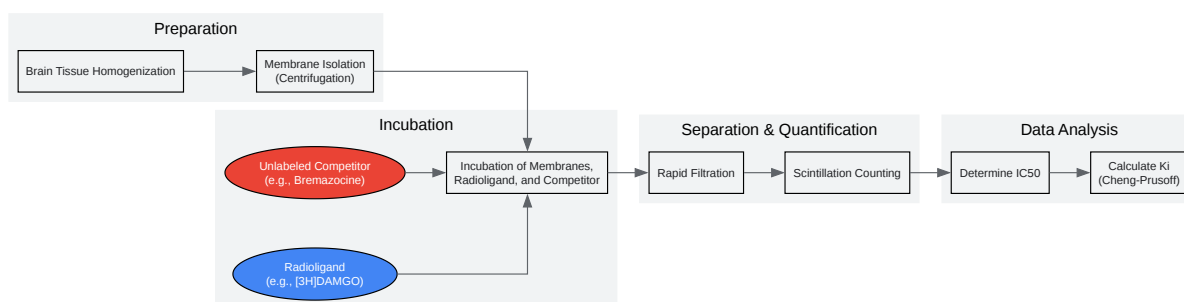 Preparation
Brain Tissue Homogenization
Membrane Isolation
(Centrifugation)
Incubation
Unlabeled Competitor
(e.g., Bremazocine)
Incubation of Membranes,
Radioligand, and Competitor
Radioligand
(e.g., [3H]DAMGO)
Separation & Quantification
Rapid Filtration
Scintillation Counting
Data Analysis
Determine IC50
Calculate Ki
(Cheng-Prusoff)